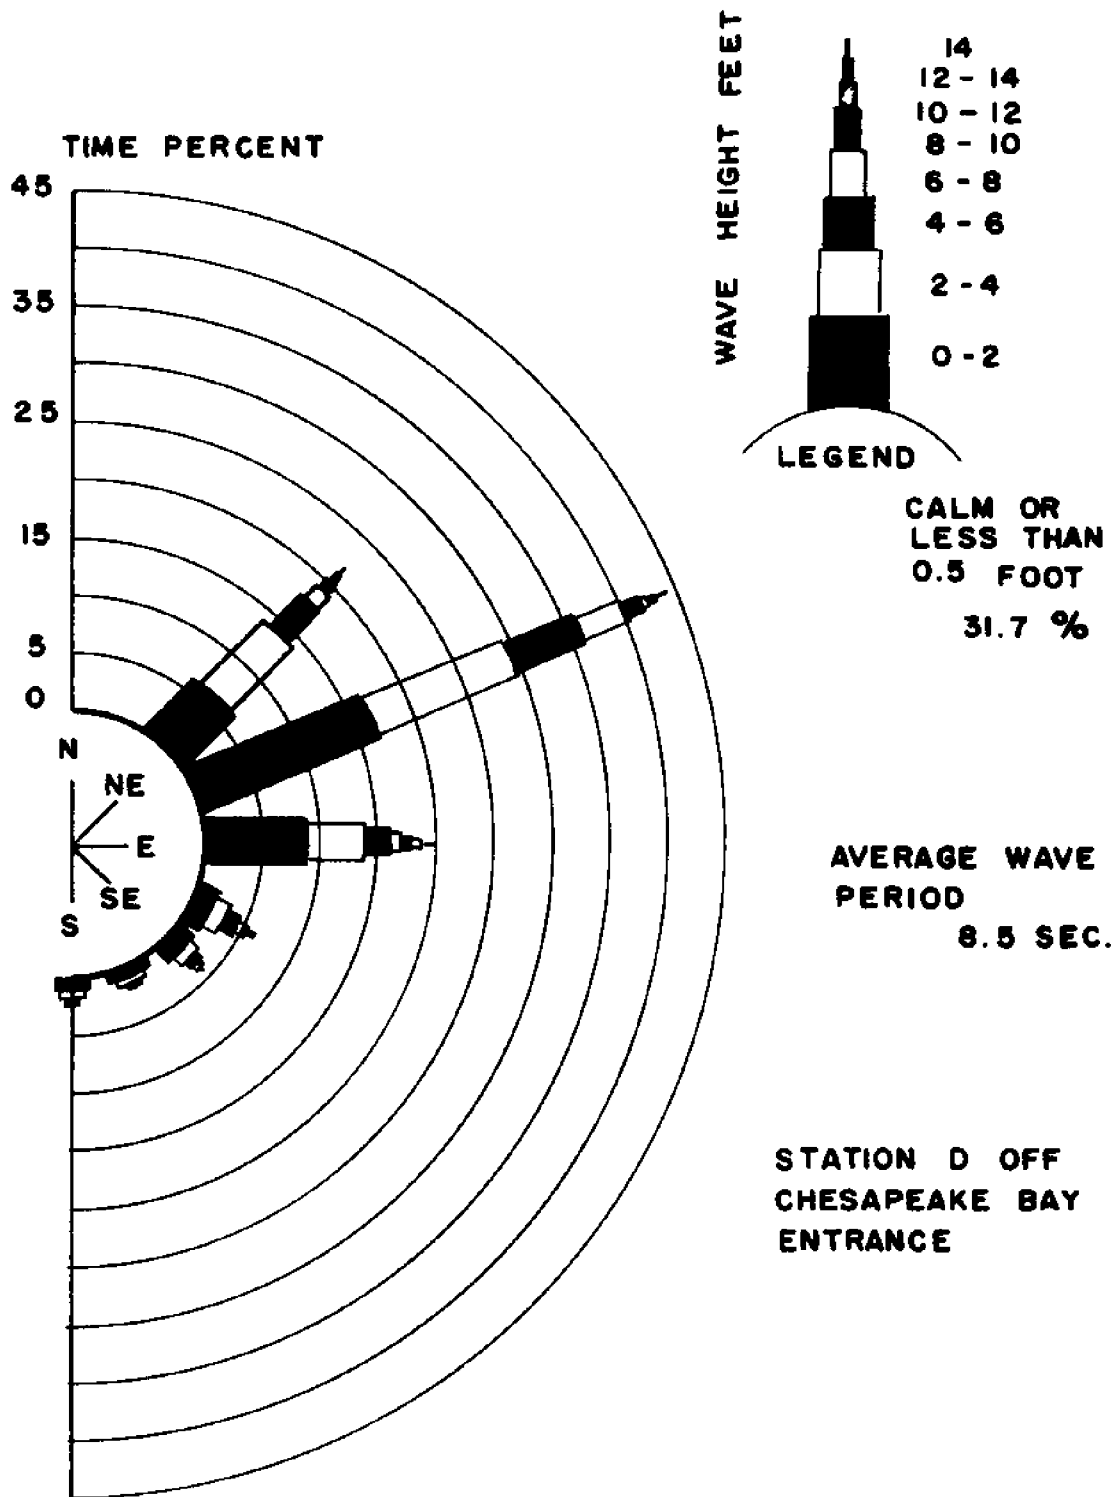 TIME PERCENT
45
35
25
15
5
0
N
NE
E
SE
S
WAVE HEIGHT FEET
14
12 - 14
10 - 12
8 - 10
6 - 8
4 - 6
2 - 4
0 - 2
LEGEND
CALM OR
LESS THAN
0.5 FOOT
31.7 %
AVERAGE WAVE
PERIOD
8.5 SEC.
STATION D OFF
CHESAPEAKE BAY
ENTRANCE